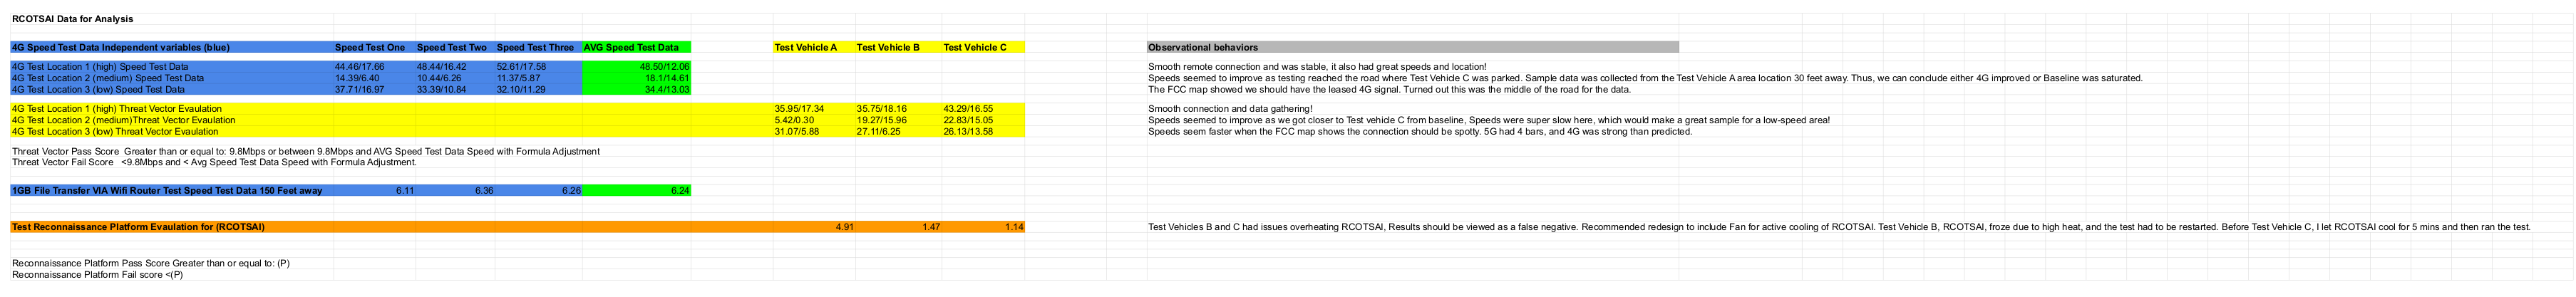 RCOTSAI Data for Analysis
4G Speed Test Data Independent variables (blue) Speed Test One Speed Test Two Speed Test Three AVG Speed Test Data Test Vehicle A Test Vehicle B Test Vehicle C Observational behaviors
4G Test Location 1 (high) Speed Test Data 44.46/17.66 48.44/16.42 52.61/17.58 48.50/12.06 Smooth remote connection and was stable, it also had great speeds and location!
4G Test Location 2 (medium) Speed Test Data 14.39/6.40 10.44/6.26 11.37/5.87 18.1/14.61 Speeds seemed to improve as testing reached the road where Test Vehicle C was parked. Sample data was collected from the Test Vehicle A area location 30 feet away. Thus, we can conclude either 4G improved or Baseline was saturated.
4G Test Location 3 (low) Speed Test Data 37.71/16.97 33.39/10.84 32.10/11.29 34.4/13.03 The FCC map showed we should have the leased 4G signal. Turned out this was the middle of the road for the data.
4G Test Location 1 (high) Threat Vector Evaulation 35.95/17.34 35.75/18.16 43.29/16.55 Smooth connection and data gathering!
4G Test Location 2 (medium)Threat Vector Evaulation 5.42/0.30 19.27/15.96 22.83/15.05 Speeds seemed to improve as we got closer to Test vehicle C from baseline, Speeds were super slow here, which would make a great sample for a low-speed area!
4G Test Location 3 (low) Threat Vector Evaulation 31.07/5.88 27.11/6.25 26.13/13.58 Speeds seem faster when the FCC map shows the connection should be spotty. 5G had 4 bars, and 4G was strong than predicted.
Threat Vector Pass Score Greater than or equal to: 9.8Mbps or between 9.8Mbps and AVG Speed Test Data Speed with Formula Adjustment
Threat Vector Fail Score <9.8Mbps and < Avg Speed Test Data Speed with Formula Adjustment.
1GB File Transfer VIA Wifi Router Test Speed Test Data 150 Feet away 6.11 6.36 6.26 6.24
Test Reconnaissance Platform Evaulation for (RCOTSAI) 4.91 1.47 1.14 Test Vehicles B and C had issues overheating RCOTSAI, Results should be viewed as a false negative. Recommended redesign to include Fan for active cooling of RCOTSAI. Test Vehicle B, RCOTSAI, froze due to high heat, and the test had to be restarted. Before Test Vehicle C, I let RCOTSAI cool for 5 mins and then ran the test.
Reconnaissance Platform Pass Score Greater than or equal to: (P)
Reconnaissance Platform Fail score <(P)